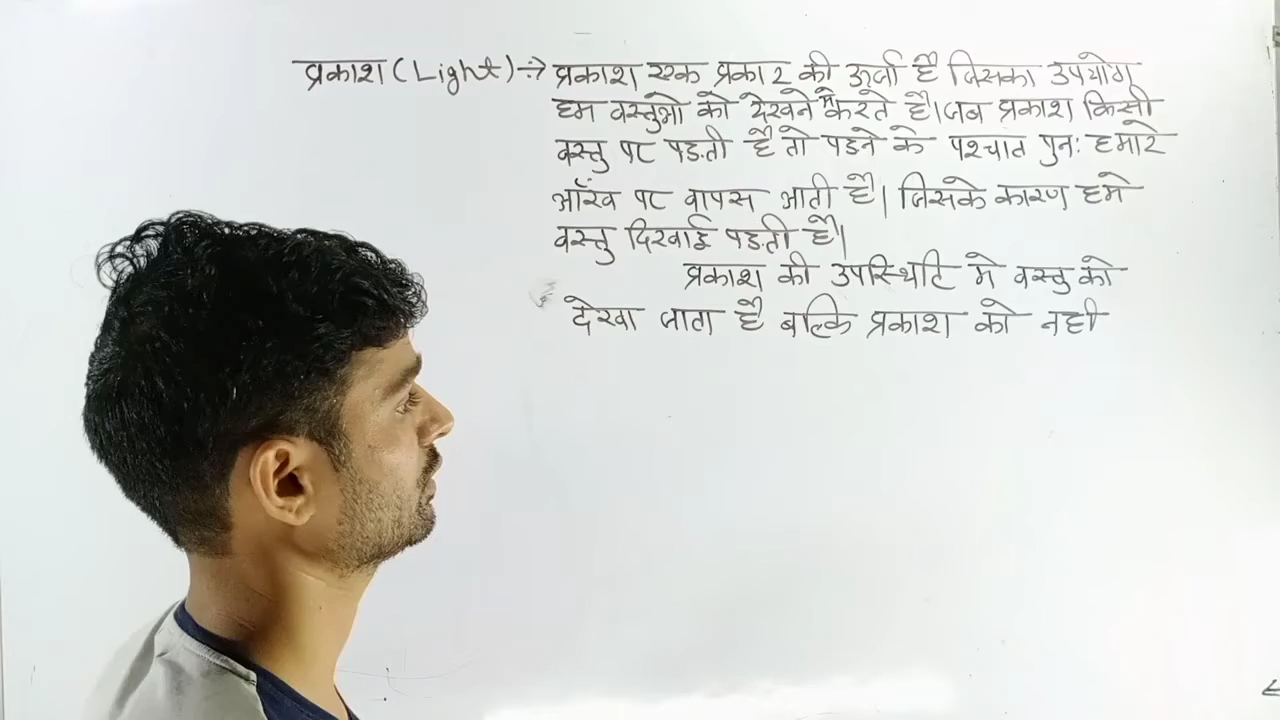 प्रकाश (Light) → प्रकाश एक प्रकार की ऊर्जा है जिसका उपयोग
हम वस्तुओ को देखने में करते है। जब प्रकाश किसी
वस्तु पर पड़ती है तो पडने के पश्चात पुनः हमारे
आँख पर वापस आती है। जिसके कारण हमे
वस्तु दिखाई पड़ती है।
प्रकाश की उपस्थिति मे वस्तु को
देखा जाता है बल्कि प्रकाश को नही